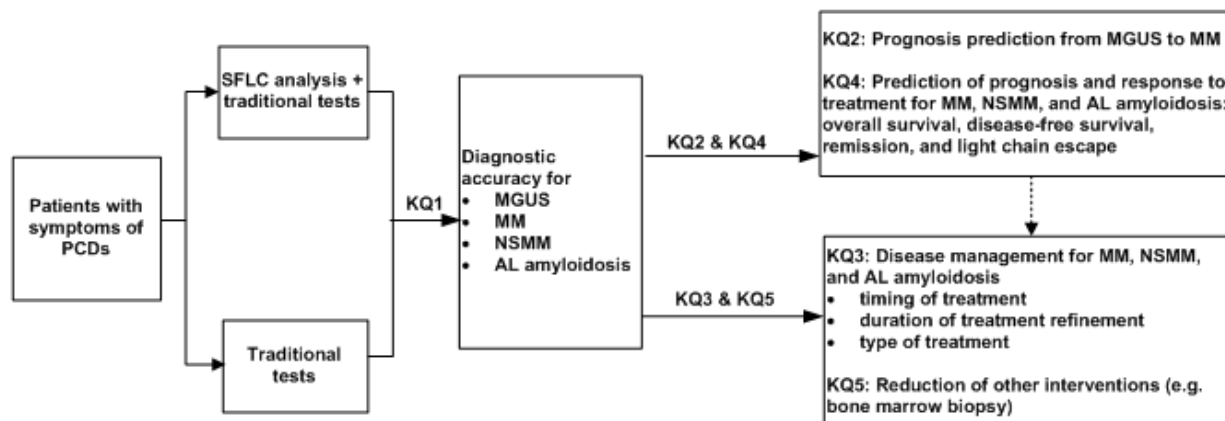 Patients with
symptoms of
PCDs
SFLC analysis +
traditional tests
Traditional
tests
KQ1
Diagnostic
accuracy for
• MGUS
• MM
• NSMM
• AL amyloidosis
KQ2 & KQ4
KQ3 & KQ5
KQ2: Prognosis prediction from MGUS to MM
KQ4: Prediction of prognosis and response to
treatment for MM, NSMM, and AL amyloidosis:
overall survival, disease-free survival,
remission, and light chain escape
KQ3: Disease management for MM, NSMM,
and AL amyloidosis
• timing of treatment
• duration of treatment refinement
• type of treatment
KQ5: Reduction of other interventions (e.g.
bone marrow biopsy)